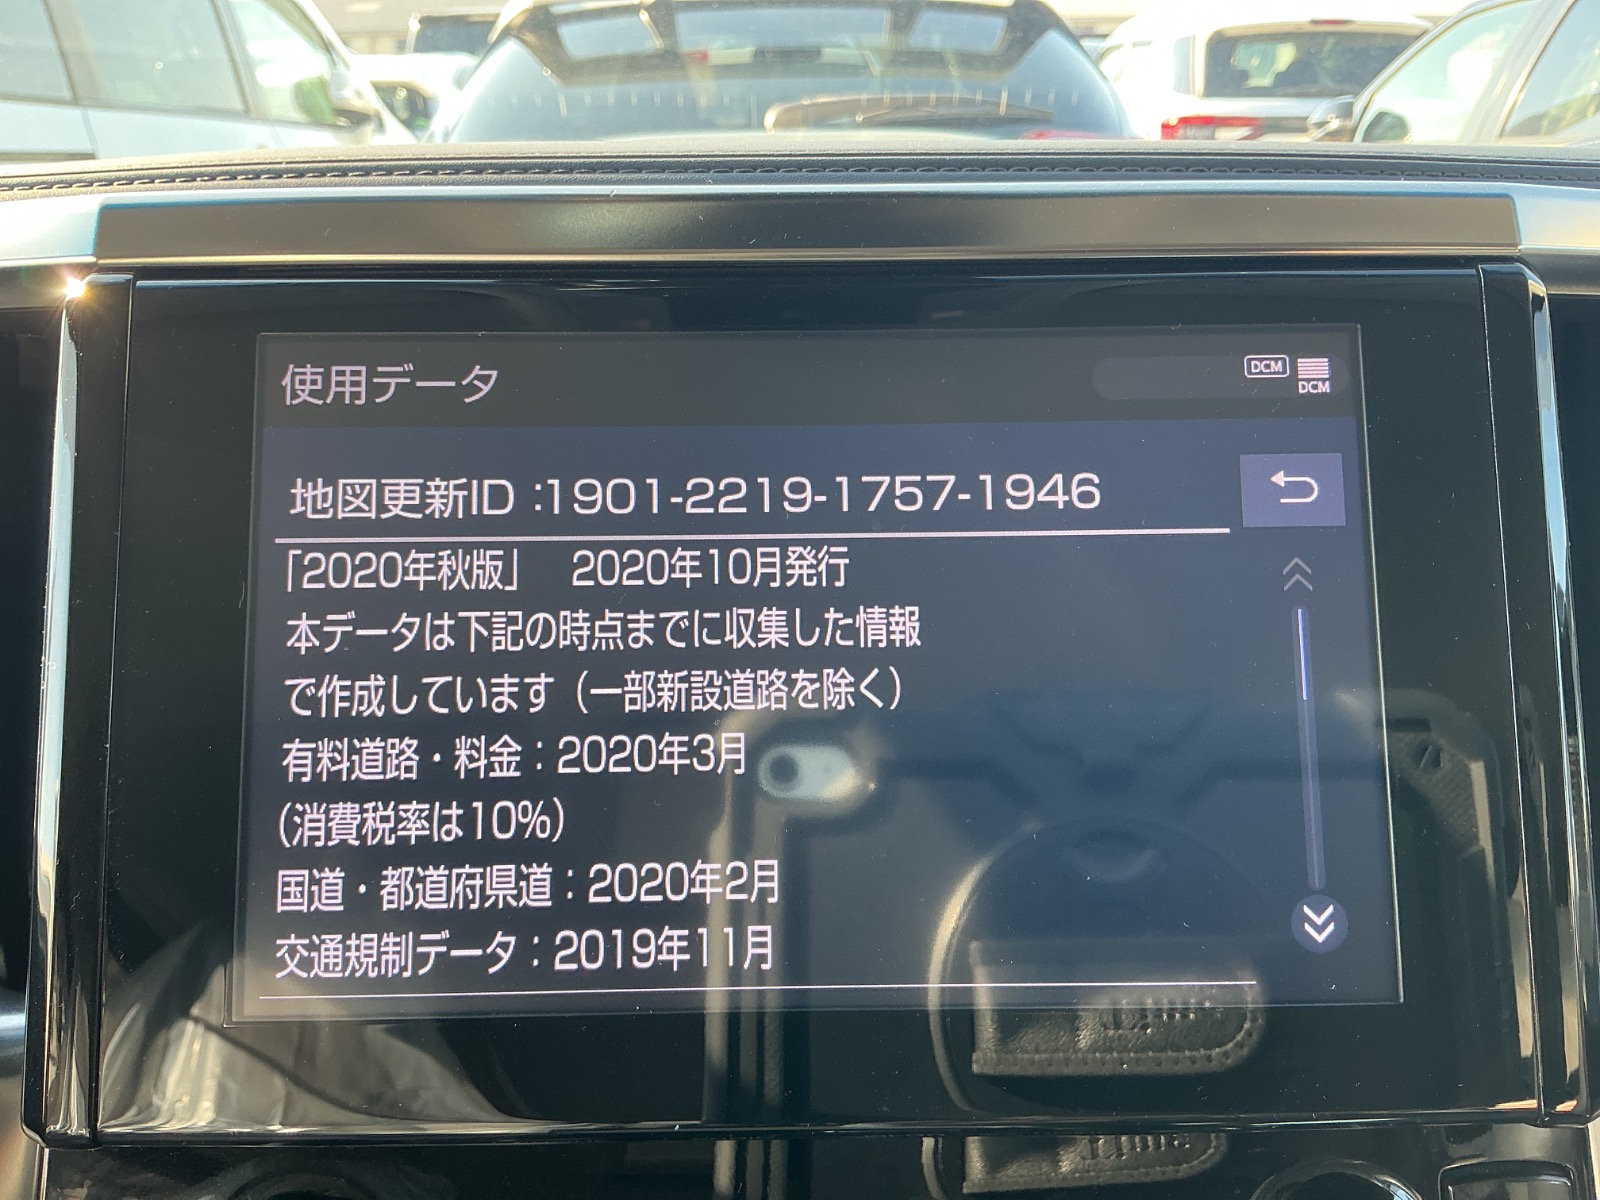 使用データ
DCM
DCM
地図更新ID:1901-2219-1757-1946
「2020年秋版」　2020年10月発行
本データは下記の時点までに収集した情報
で作成しています（一部新設道路を除く）
有料道路・料金：2020年3月
（消費税率は10%）
国道・都道府県道：2020年2月
交通規制データ：2019年11月